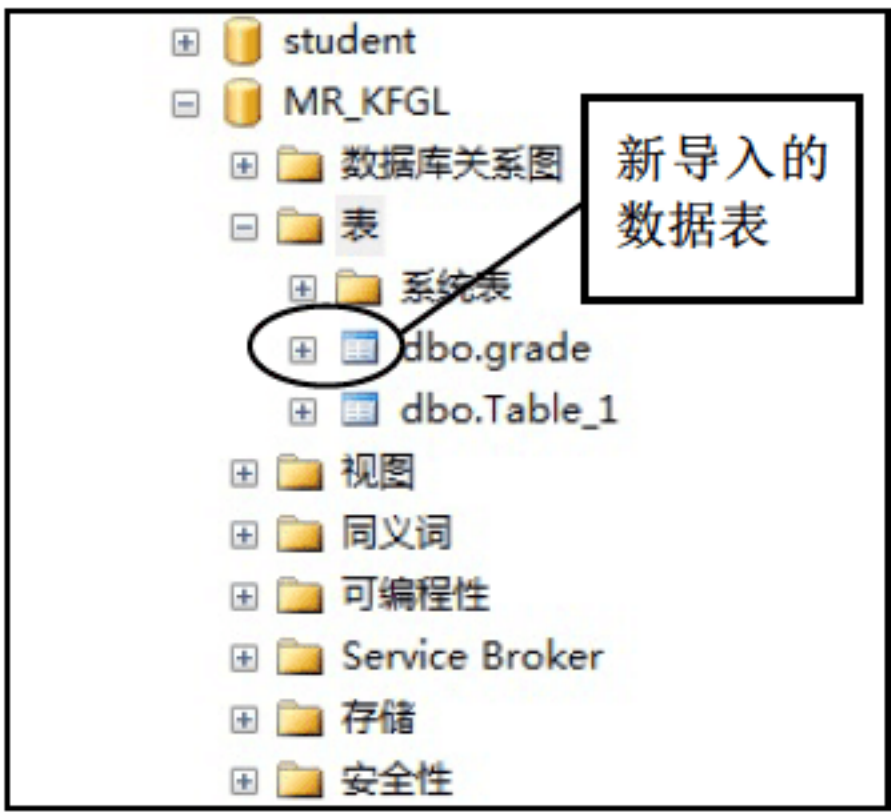 student
MR_KFGL
数据库关系图
新导入的
数据表
表
系统表
dbo.grade
dbo.Table_1
视图
同义词
可编程性
Service Broker
存储
安全性